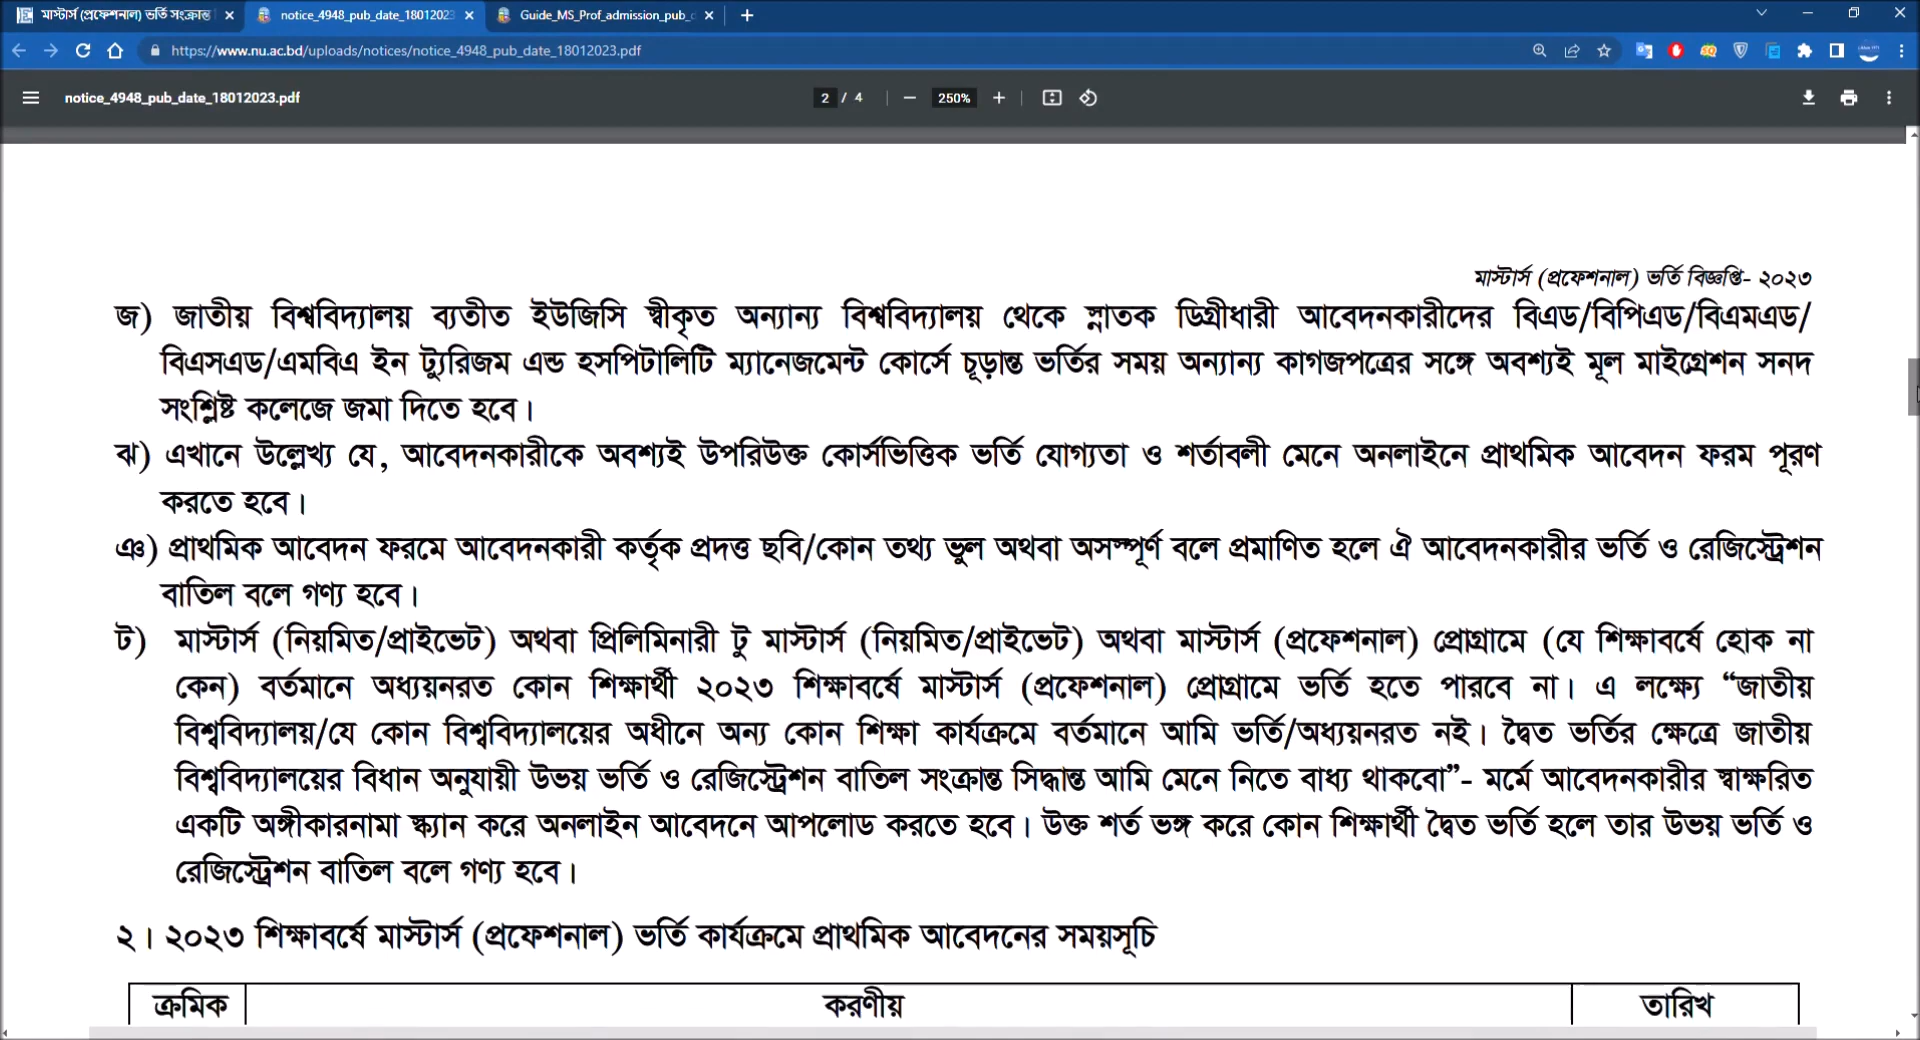 মাস্টার্স (প্রফেশনাল) ভর্তি সংক্রান্ত
notice_4948_pub_date_18012023
Guide_MS_Prof_admission_pub_
https://www.nu.ac.bd/uploads/notices/notice_4948_pub_date_18012023.pdf
notice_4948_pub_date_18012023.pdf
2 / 4
250%
মাস্টার্স (প্রফেশনাল) ভর্তি বিজ্ঞপ্তি- ২০২৩
জ) জাতীয় বিশ্ববিদ্যালয় ব্যতীত ইউজিসি স্বীকৃত অন্যান্য বিশ্ববিদ্যালয় থেকে স্নাতক ডিগ্রীধারী আবেদনকারীদের বিএড/বিপিএড/বিএমএড/
বিএসএড/এমবিএ ইন ট্যুরিজম এন্ড হসপিটালিটি ম্যানেজমেন্ট কোর্সে চূড়ান্ত ভর্তির সময় অন্যান্য কাগজপত্রের সঙ্গে অবশ্যই মূল মাইগ্রেশন সনদ
সংশ্লিষ্ট কলেজে জমা দিতে হবে।
ঝ) এখানে উল্লেখ্য যে, আবেদনকারীকে অবশ্যই উপরিউক্ত কোর্সভিত্তিক ভর্তি যোগ্যতা ও শর্তাবলী মেনে অনলাইনে প্রাথমিক আবেদন ফরম পূরণ
করতে হবে।
ঞ) প্রাথমিক আবেদন ফরমে আবেদনকারী কর্তৃক প্রদত্ত ছবি/কোন তথ্য ভুল অথবা অসম্পূর্ণ বলে প্রমাণিত হলে ঐ আবেদনকারীর ভর্তি ও রেজিস্ট্রেশন
বাতিল বলে গণ্য হবে।
ট) মাস্টার্স (নিয়মিত/প্রাইভেট) অথবা প্রিলিমিনারী টু মাস্টার্স (নিয়মিত/প্রাইভেট) অথবা মাস্টার্স (প্রফেশনাল) প্রোগ্রামে (যে শিক্ষাবর্ষে হোক না
কেন) বর্তমানে অধ্যয়নরত কোন শিক্ষার্থী ২০২৩ শিক্ষাবর্ষে মাস্টার্স (প্রফেশনাল) প্রোগ্রামে ভর্তি হতে পারবে না। এ লক্ষ্যে “জাতীয়
বিশ্ববিদ্যালয়/যে কোন বিশ্ববিদ্যালয়ের অধীনে অন্য কোন শিক্ষা কার্যক্রমে বর্তমানে আমি ভর্তি/অধ্যয়নরত নই। দ্বৈত ভর্তির ক্ষেত্রে জাতীয়
বিশ্ববিদ্যালয়ের বিধান অনুযায়ী উভয় ভর্তি ও রেজিস্ট্রেশন বাতিল সংক্রান্ত সিদ্ধান্ত আমি মেনে নিতে বাধ্য থাকবো”- মর্মে আবেদনকারীর স্বাক্ষরিত
একটি অঙ্গীকারনামা স্ক্যান করে অনলাইন আবেদনে আপলোড করতে হবে। উক্ত শর্ত ভঙ্গ করে কোন শিক্ষার্থী দ্বৈত ভর্তি হলে তার উভয় ভর্তি ও
রেজিস্ট্রেশন বাতিল বলে গণ্য হবে।
২। ২০২৩ শিক্ষাবর্ষে মাস্টার্স (প্রফেশনাল) ভর্তি কার্যক্রমে প্রাথমিক আবেদনের সময়সূচি
ক্রমিক করণীয় তারিখ